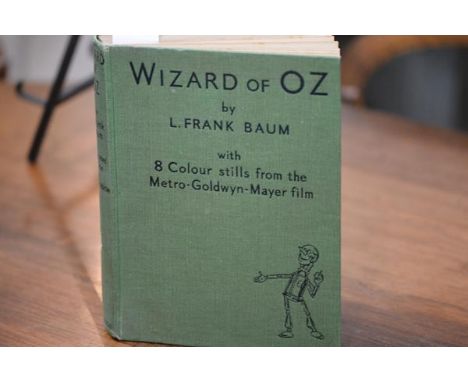 WIZARD OF OZ
by
L. FRANK BAUM
with
8 Colour stills from the
Metro-Goldwyn-Mayer film